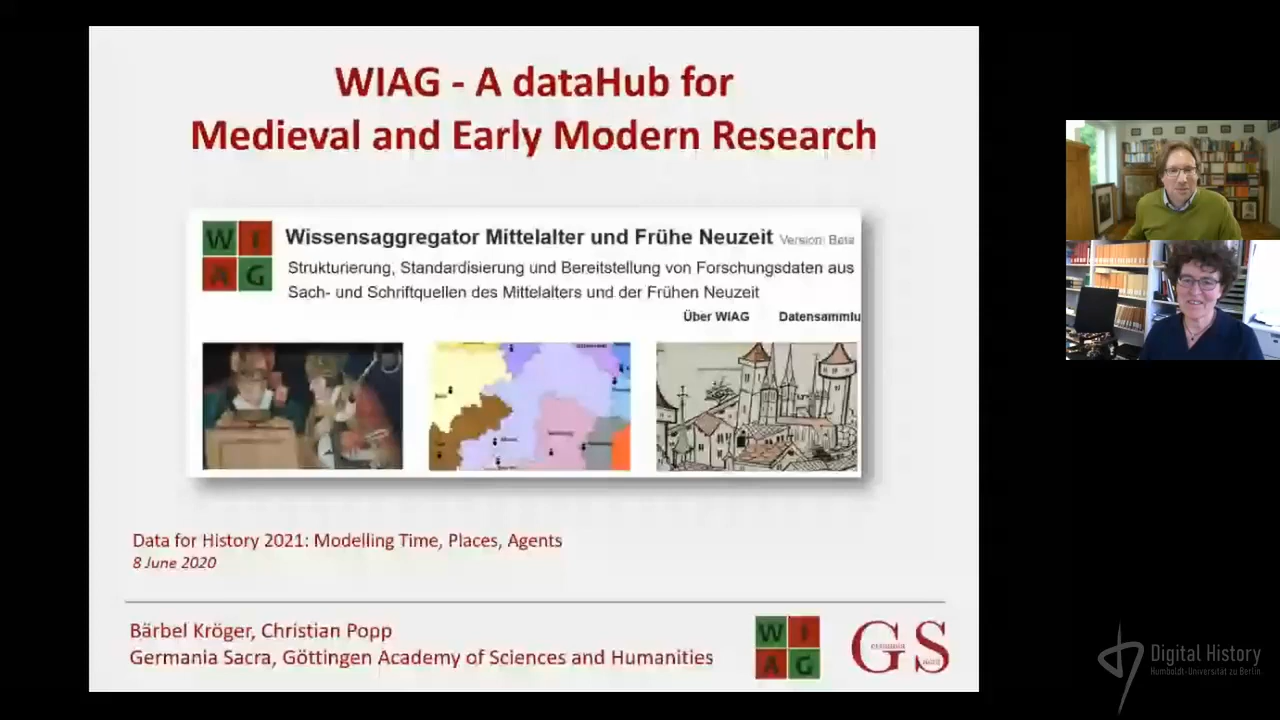 WIAG - A dataHub for
Medieval and Early Modern Research
W I
A G
Wissensaggregator Mittelalter und Frühe Neuzeit Version: Beta
Strukturierung, Standardisierung und Bereitstellung von Forschungsdaten aus
Sach- und Schriftquellen des Mittelalters und der Frühen Neuzeit
Über WIAG Datensammlu
Data for History 2021: Modelling Time, Places, Agents
8 June 2020
Bärbel Kröger, Christian Popp
Germania Sacra, Göttingen Academy of Sciences and Humanities
W I
A G
GS
Digital History
Humboldt-Universität zu Berlin